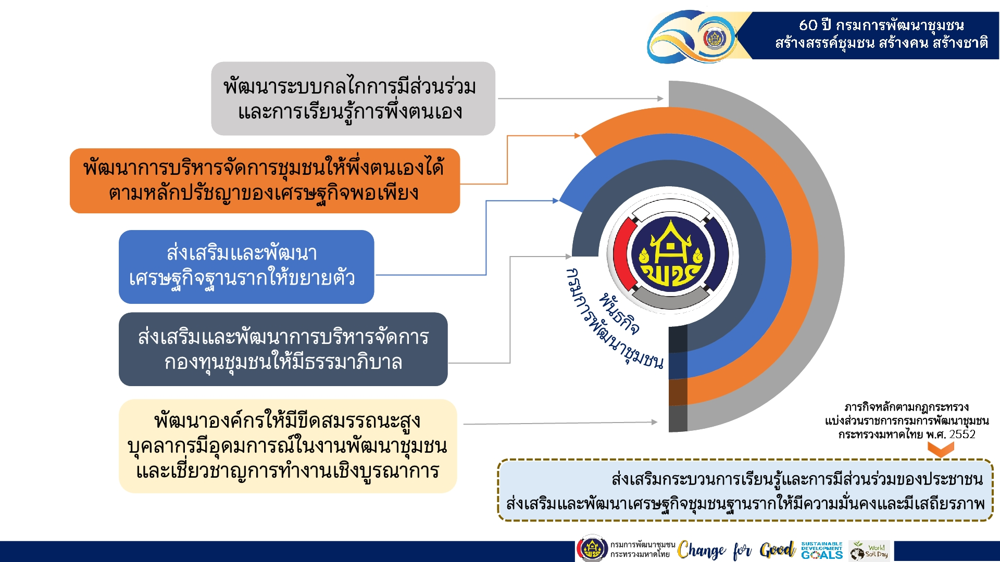 60 ปี กรมการพัฒนาชุมชน
สร้างสรรค์ชุมชน สร้างคน สร้างชาติ
พัฒนาระบบกลไกการมีส่วนร่วม
และการเรียนรู้การพึ่งตนเอง
พัฒนาการบริหารจัดการชุมชนให้พึ่งตนเองได้
ตามหลักปรัชญาของเศรษฐกิจพอเพียง
ส่งเสริมและพัฒนา
เศรษฐกิจฐานรากให้ขยายตัว
ส่งเสริมและพัฒนาการบริหารจัดการ
กองทุนชุมชนให้มีธรรมาภิบาล
พัฒนาองค์กรให้มีขีดสมรรถนะสูง
บุคลากรมีอุดมการณ์ในงานพัฒนาชุมชน
และเชี่ยวชาญการทำงานเชิงบูรณาการ
พช
พันธกิจ
กรมการพัฒนาชุมชน
ภารกิจหลักตามกฎกระทรวง
แบ่งส่วนราชการกรมการพัฒนาชุมชน
กระทรวงมหาดไทย พ.ศ. 2552
ส่งเสริมกระบวนการเรียนรู้และการมีส่วนร่วมของประชาชน
ส่งเสริมและพัฒนาเศรษฐกิจชุมชนฐานรากให้มีความมั่นคงและมีเสถียรภาพ
กรมการพัฒนาชุมชน
กระทรวงมหาดไทย
Change for Good
SUSTAINABLE
DEVELOPMENT
GOALS
World
Soil Day